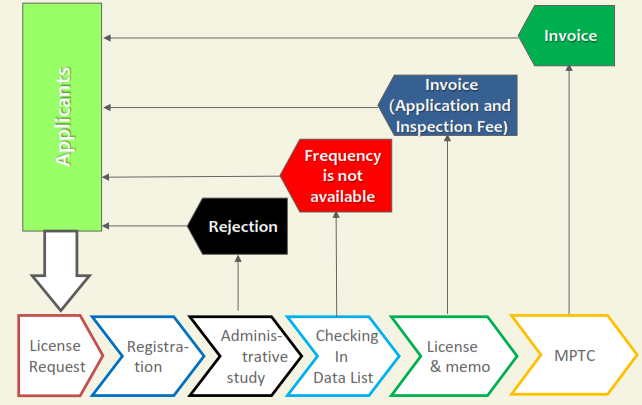 Invoice
Invoice
(Application and
Inspection Fee)
Applicants
Frequency
is not
available
Rejection
License
Request
Registra-
tion
Adminis-
trative
study
Checking
In
Data List
License
& memo
MPTC